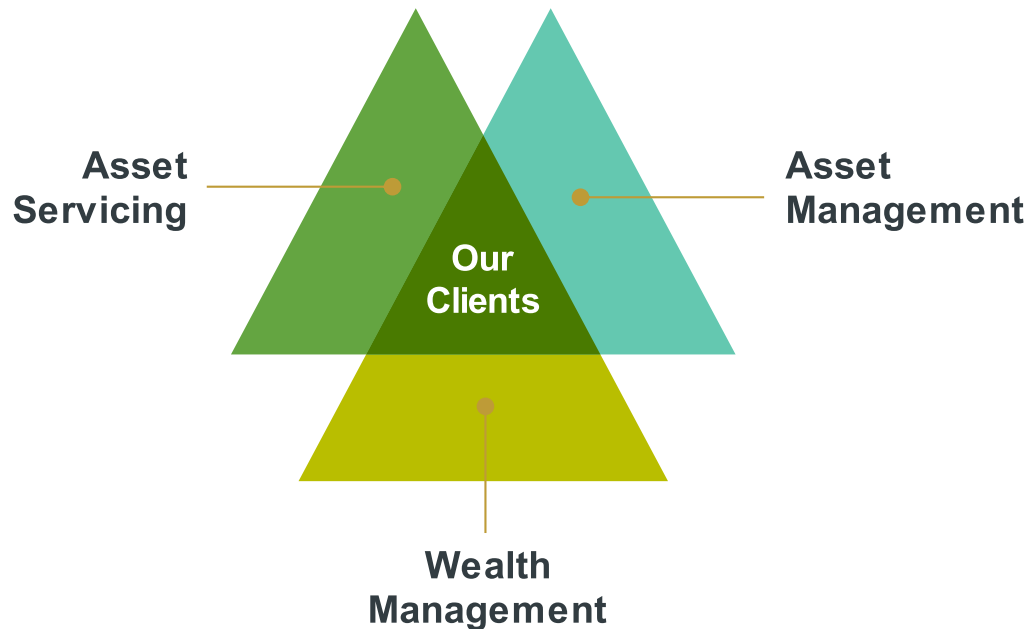 Asset
Servicing
Asset
Management
Our
Clients
Wealth
Management